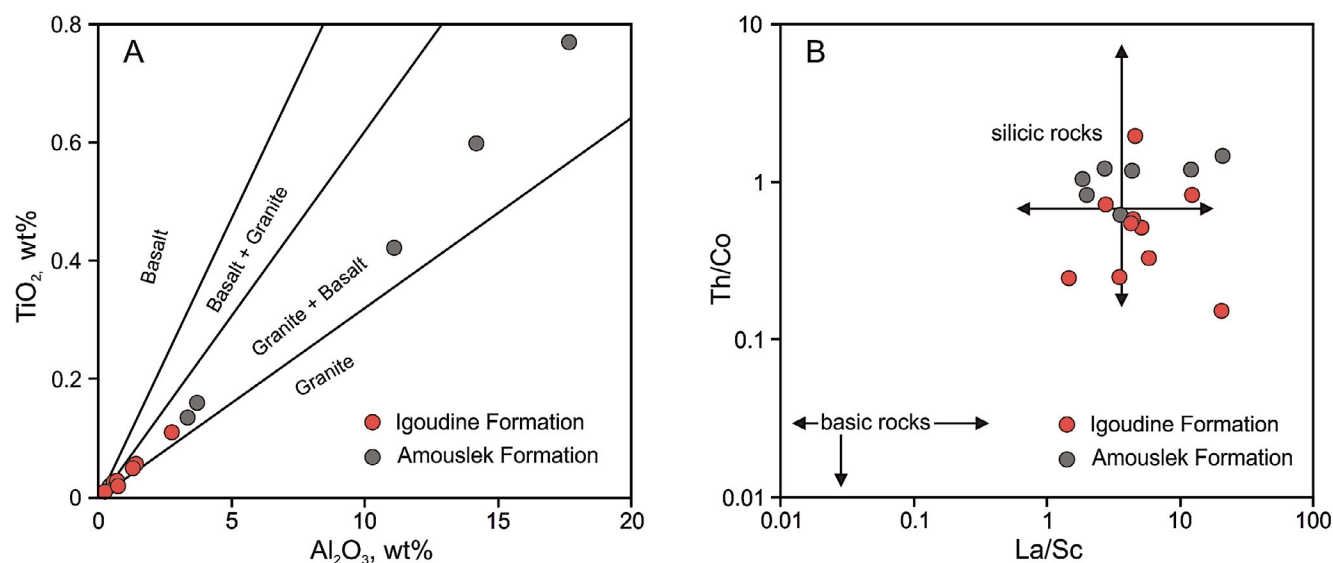 A
0.8
0.6
0.4
0.2
0
TiO2, wt%
Basalt
Basalt + Granite
Granite + Basalt
Granite
Igoudine Formation
Amouslek Formation
0 5 10 15 20
Al2O3, wt%
B
10
1
0.1
0.01
Th/Co
silicic rocks
basic rocks
Igoudine Formation
Amouslek Formation
0.01 0.1 1 10 100
La/Sc